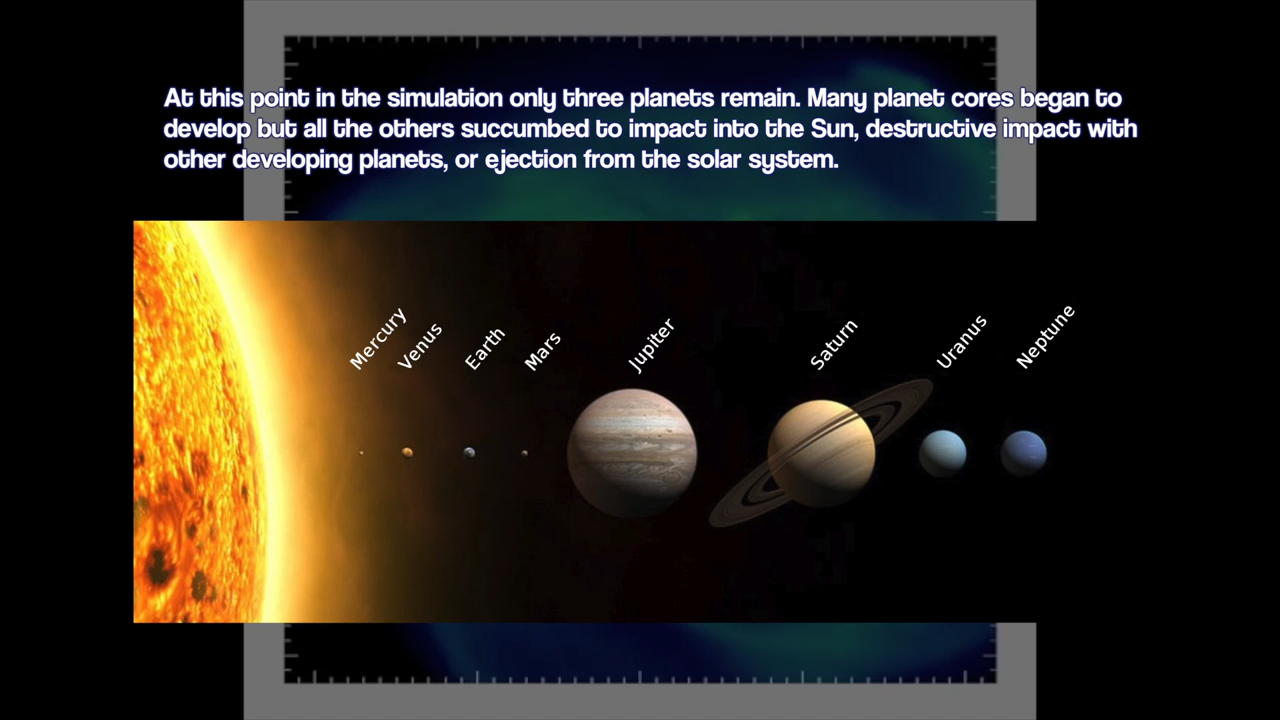 At this point in the simulation only three planets remain. Many planet cores began to
develop but all the others succumbed to impact into the Sun, destructive impact with
other developing planets, or ejection from the solar system.
Mercury
Venus
Earth
Mars
Jupiter
Saturn
Uranus
Neptune